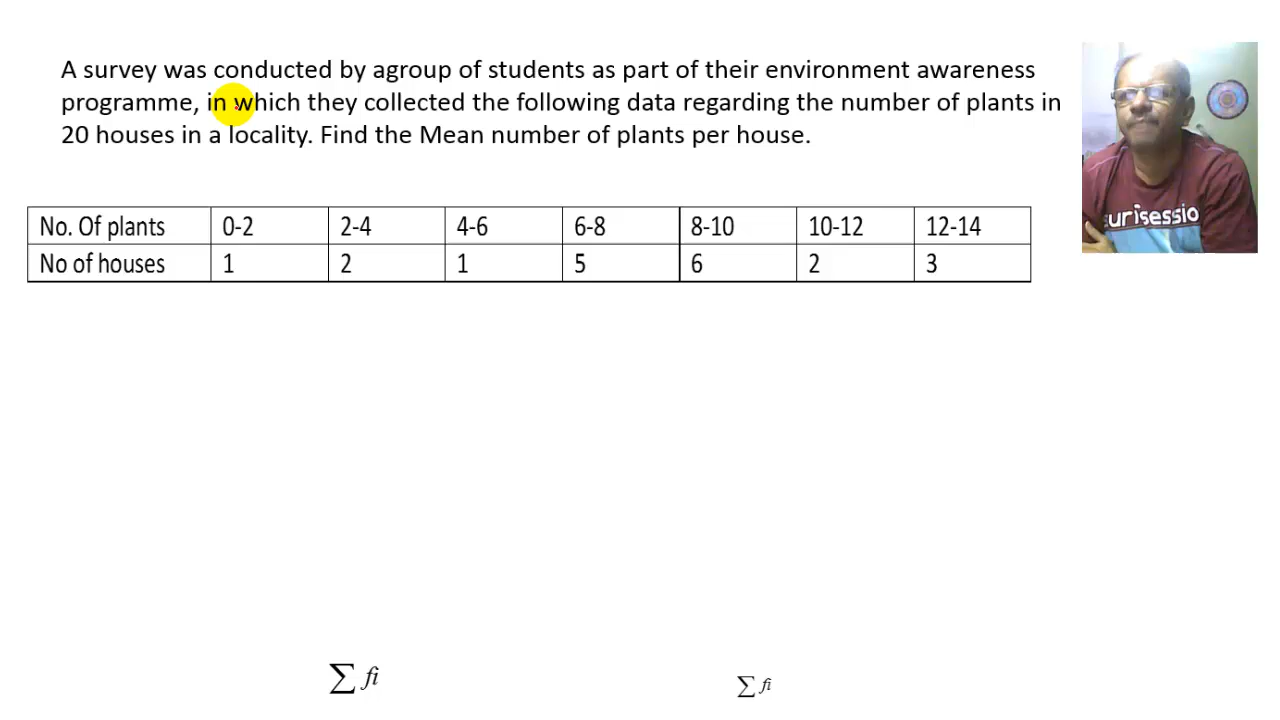 A survey was conducted by agroup of students as part of their environment awareness
programme, in which they collected the following data regarding the number of plants in
20 houses in a locality. Find the Mean number of plants per house.
No. Of plants 0-2 2-4 4-6 6-8 8-10 10-12 12-14
No of houses 1 2 1 5 6 2 3
urisessio
∑ fi ∑ fi